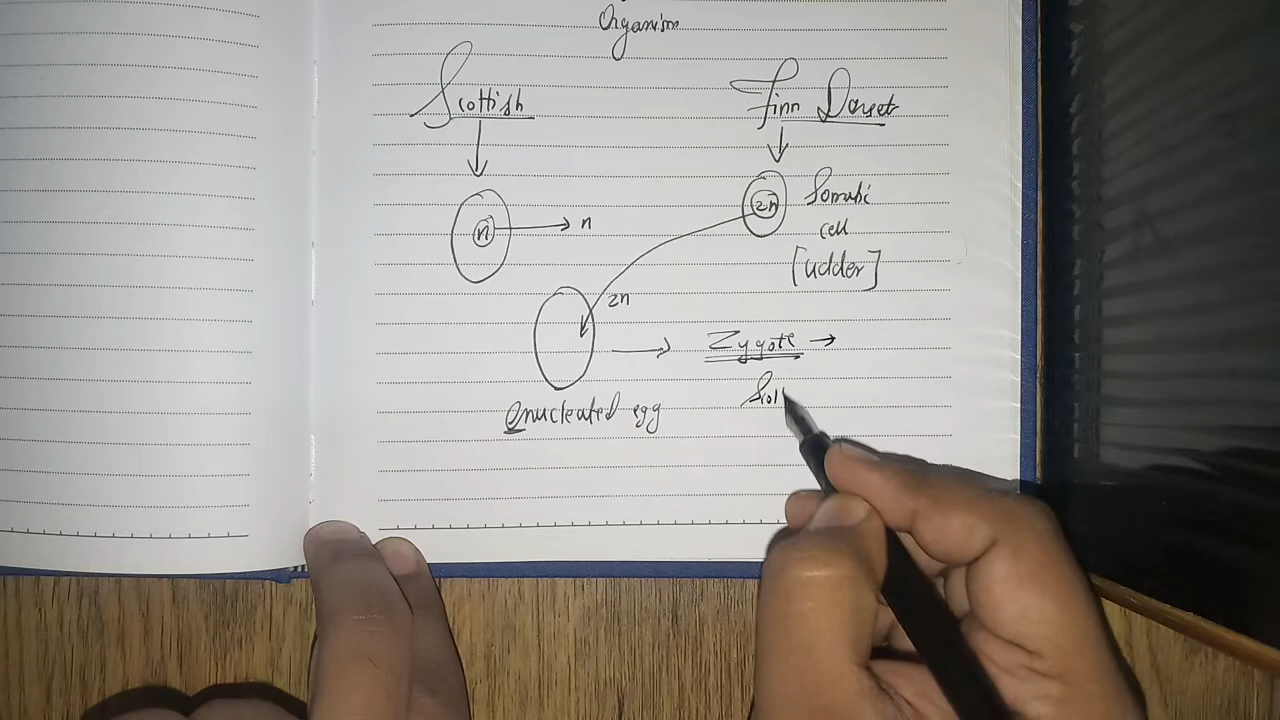 Organism
Scottish Finn Dorset
n n
2n Somatic
cell
[udder]
2n
Zygote
enucleated egg